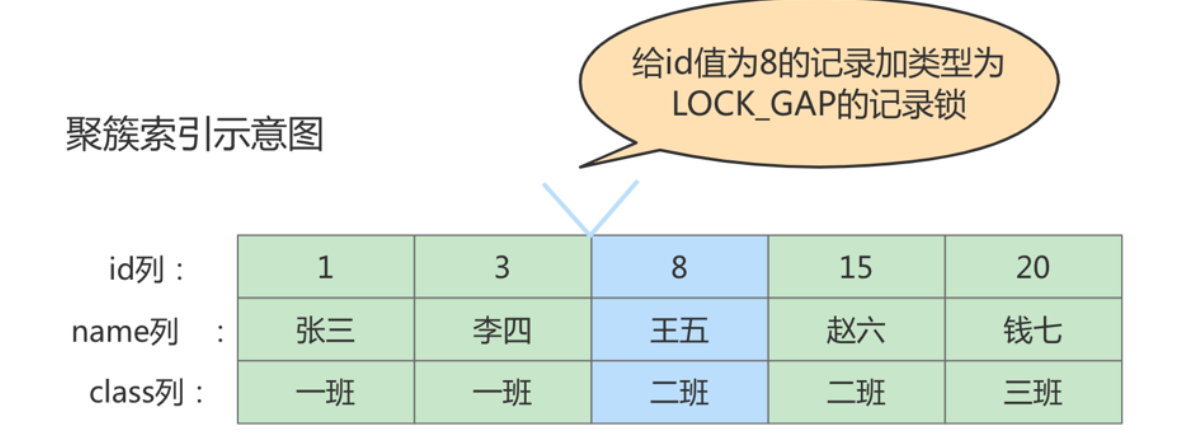 给id值为8的记录加类型为
LOCK_GAP的记录锁
聚簇索引示意图
id列： 1 3 8 15 20
name列 ： 张三 李四 王五 赵六 钱七
class列： 一班 一班 二班 二班 三班